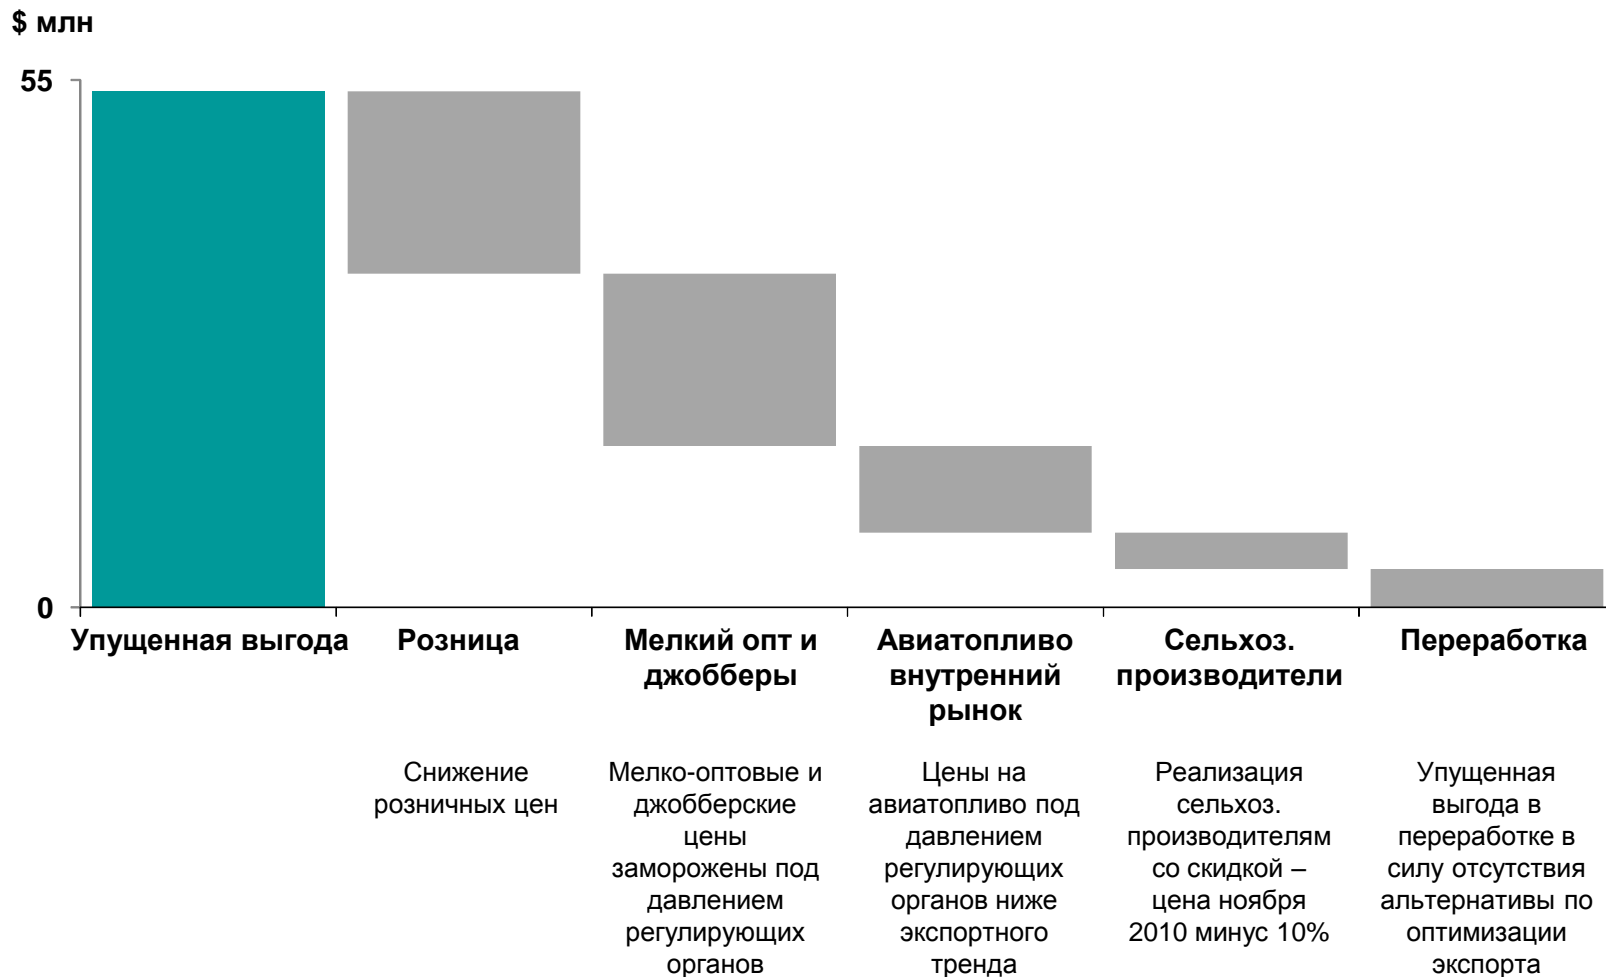 $ млн
55
0
Упущенная выгода
Розница
Мелкий опт и
джобберы
Авиатопливо
внутренний
рынок
Сельхоз.
производители
Переработка
Снижение
розничных цен
Мелко-оптовые и
джобберские
цены
заморожены под
давлением
регулирующих
органов
Цены на
авиатопливо под
давлением
регулирующих
органов ниже
экспортного
тренда
Реализация
сельхоз.
производителям
со скидкой –
цена ноября
2010 минус 10%
Упущенная
выгода в
переработке в
силу отсутствия
альтернативы по
оптимизации
экспорта